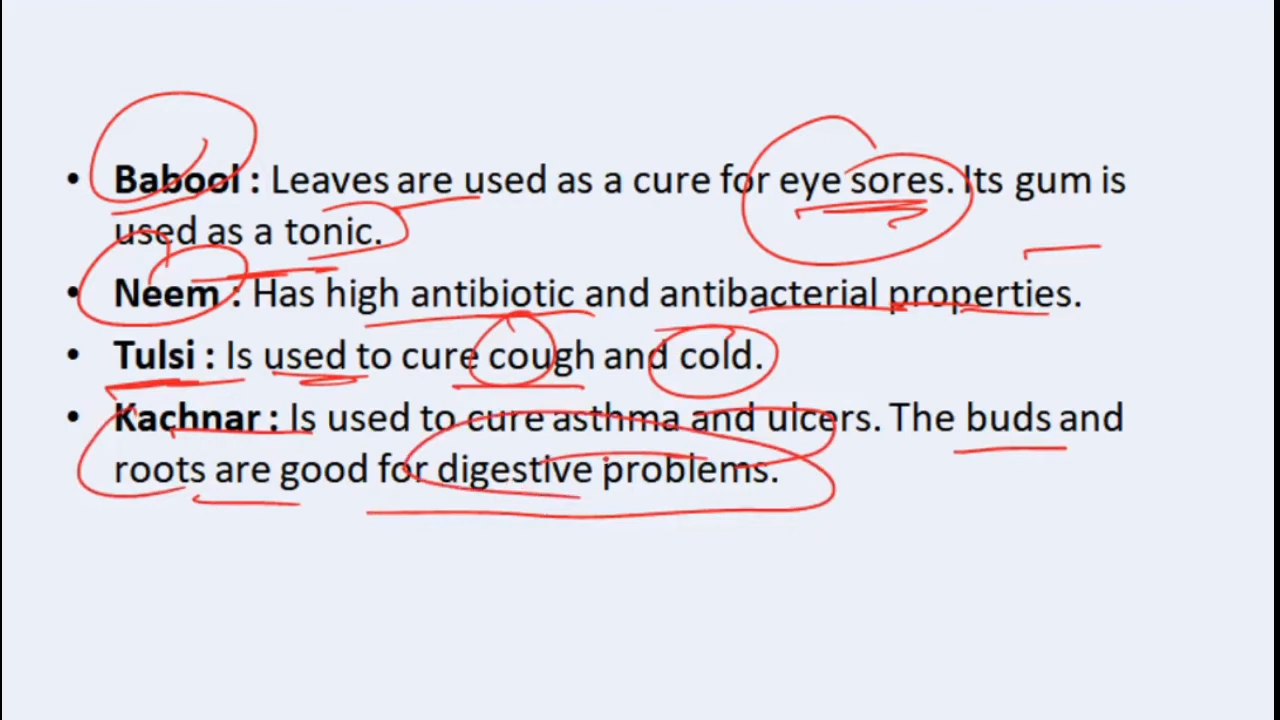 • Babool : Leaves are used as a cure for eye sores. Its gum is
used as a tonic.
• Neem : Has high antibiotic and antibacterial properties.
• Tulsi : Is used to cure cough and cold.
• Kachnar : Is used to cure asthma and ulcers. The buds and
roots are good for digestive problems.